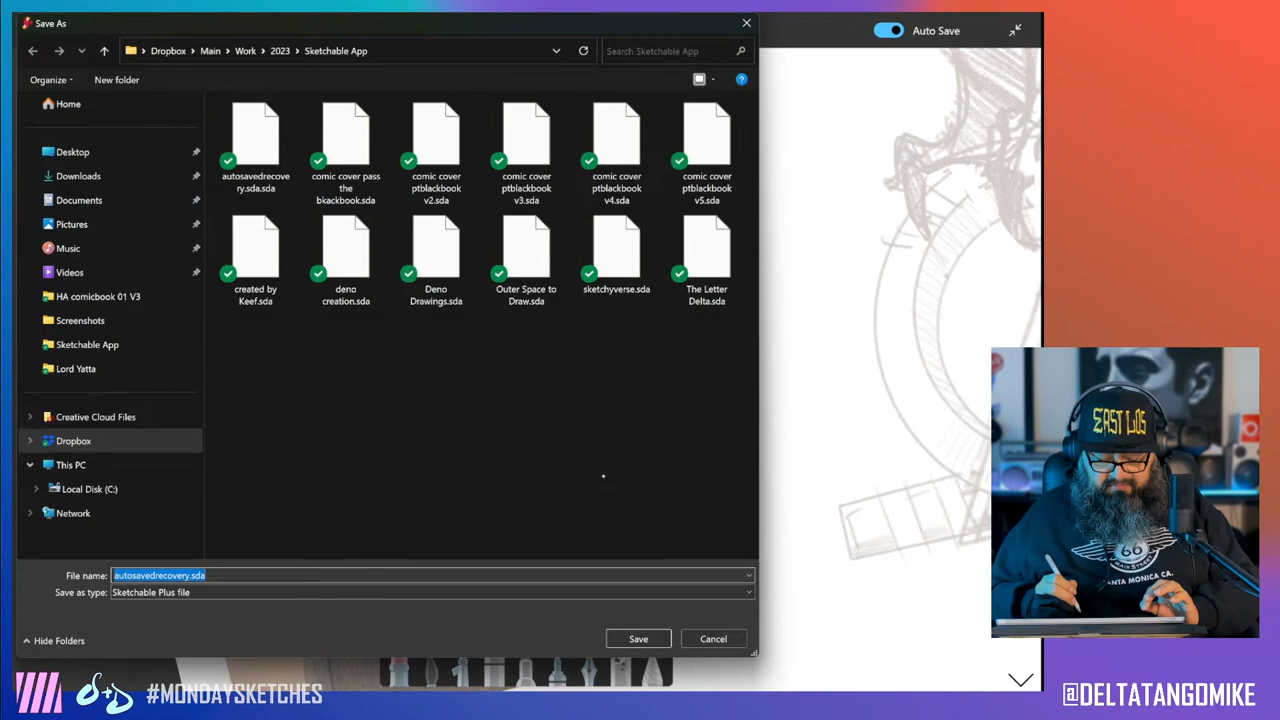 Save As
Auto Save
Dropbox Main Work 2023 Sketchable App
Search Sketchable App
Organize
New folder
Home
Desktop
Downloads
Documents
Pictures
Music
Videos
HA comicbook 01 V3
Screenshots
Sketchable App
Lord Yatta
Creative Cloud Files
Dropbox
This PC
Local Disk (C:)
Network
autosavedrecove
ry.sda.sda
comic cover pass
the
bkackbook.sda
comic cover
ptblackbook
v2.sda
comic cover
ptblackbook
v3.sda
comic cover
ptblackbook
v4.sda
comic cover
ptblackbook
v5.sda
created by
Keef.sda
deno
creation.sda
Deno
Drawings.sda
Outer Space to
Draw.sda
sketchyverse.sda
The Letter
Delta.sda
File name: autosavedrecovery.sda
Save as type: Sketchable Plus file
Hide Folders
Save
Cancel
EAST LOS
66
MAIN STREET
SANTA MONICA CA.
d+D
#MONDAYSKETCHES
@DELTATANGOMIKE